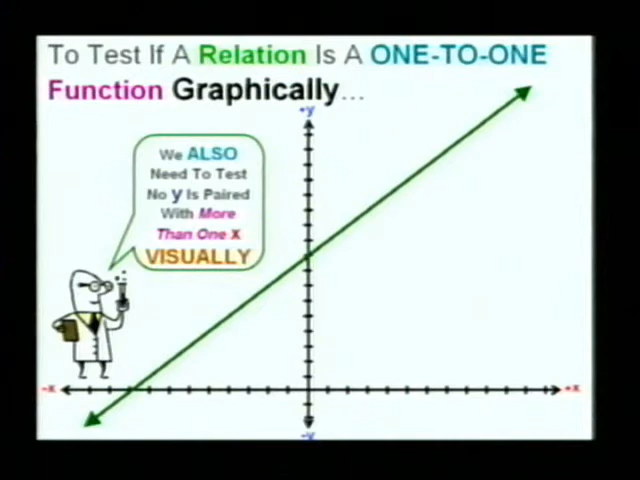 To Test If A Relation Is A ONE-TO-ONE
Function Graphically...
+y
We ALSO
Need To Test
No y Is Paired
With More
Than One x
VISUALLY
-x
+x
-y